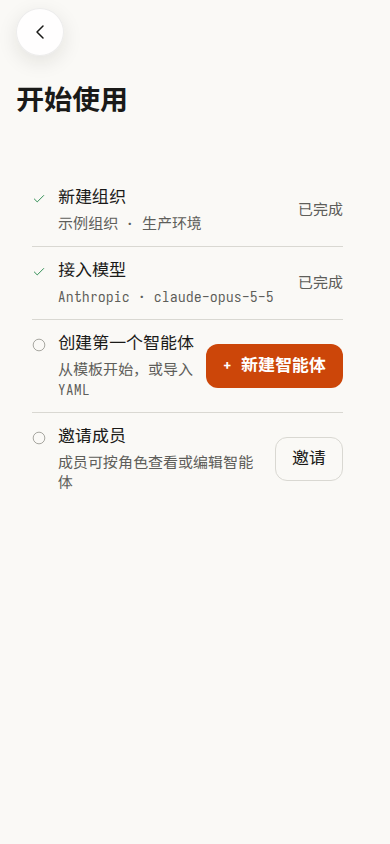 开始使用
新建组织
示例组织 · 生产环境
已完成
接入模型
Anthropic · claude-opus-5-5
已完成
创建第一个智能体
从模板开始，或导入
YAML
+ 新建智能体
邀请成员
成员可按角色查看或编辑智能
体
邀请